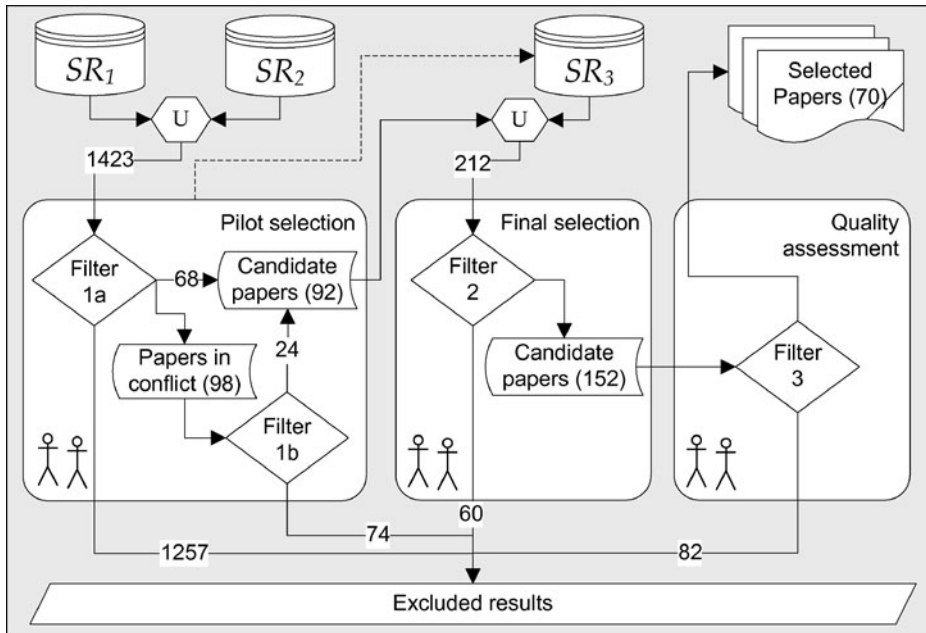 SR1
SR2
SR3
Selected
Papers (70)
U
U
1423
212
Pilot selection
Final selection
Quality
assessment
Filter
1a
68
Candidate
papers (92)
Filter
2
24
Papers in
conflict (98)
Candidate
papers (152)
Filter
3
Filter
1b
60
74
1257
82
Excluded results